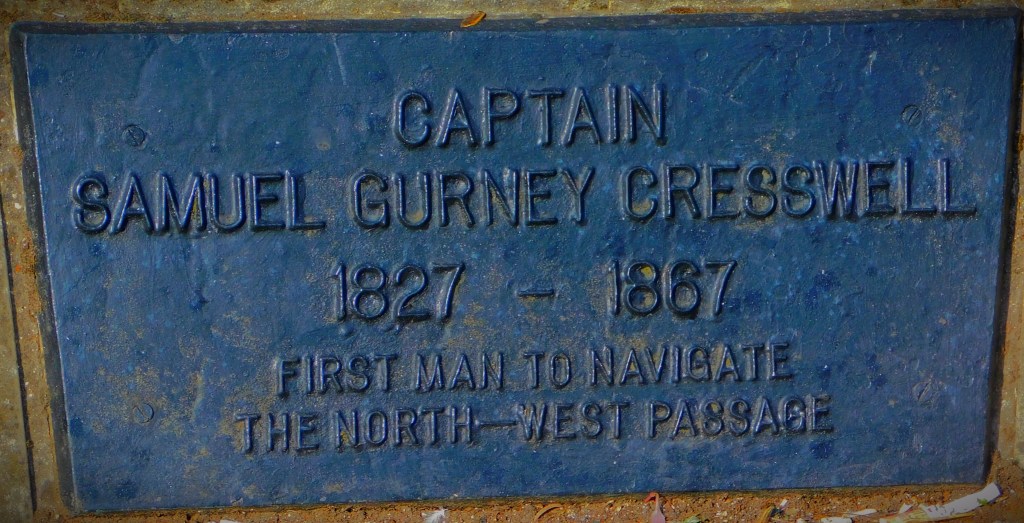 CAPTAIN
SAMUEL GURNEY CRESSWELL
1827 - 1867
FIRST MAN TO NAVIGATE
THE NORTH-WEST PASSAGE